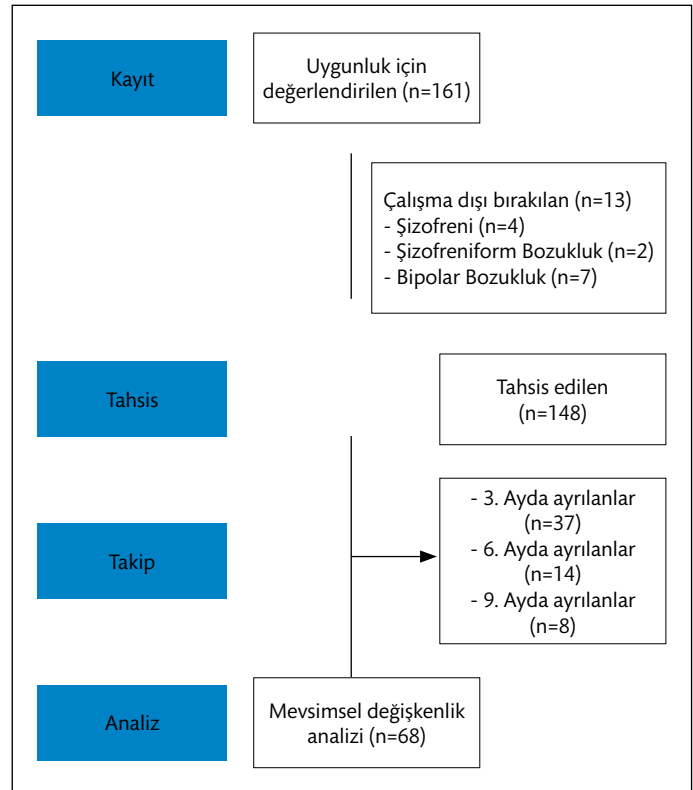 Kayıt
Uygunluk için
değerlendirilen (n=161)
Çalışma dışı bırakılan (n=13)
- Şizofreni (n=4)
- Şizofreniform Bozukluk (n=2)
- Bipolar Bozukluk (n=7)
Tahsis
Tahsis edilen
(n=148)
Takip
- 3. Ayda ayrılanlar
(n=37)
- 6. Ayda ayrılanlar
(n=14)
- 9. Ayda ayrılanlar
(n=8)
Analiz
Mevsimsel değişkenlik
analizi (n=68)